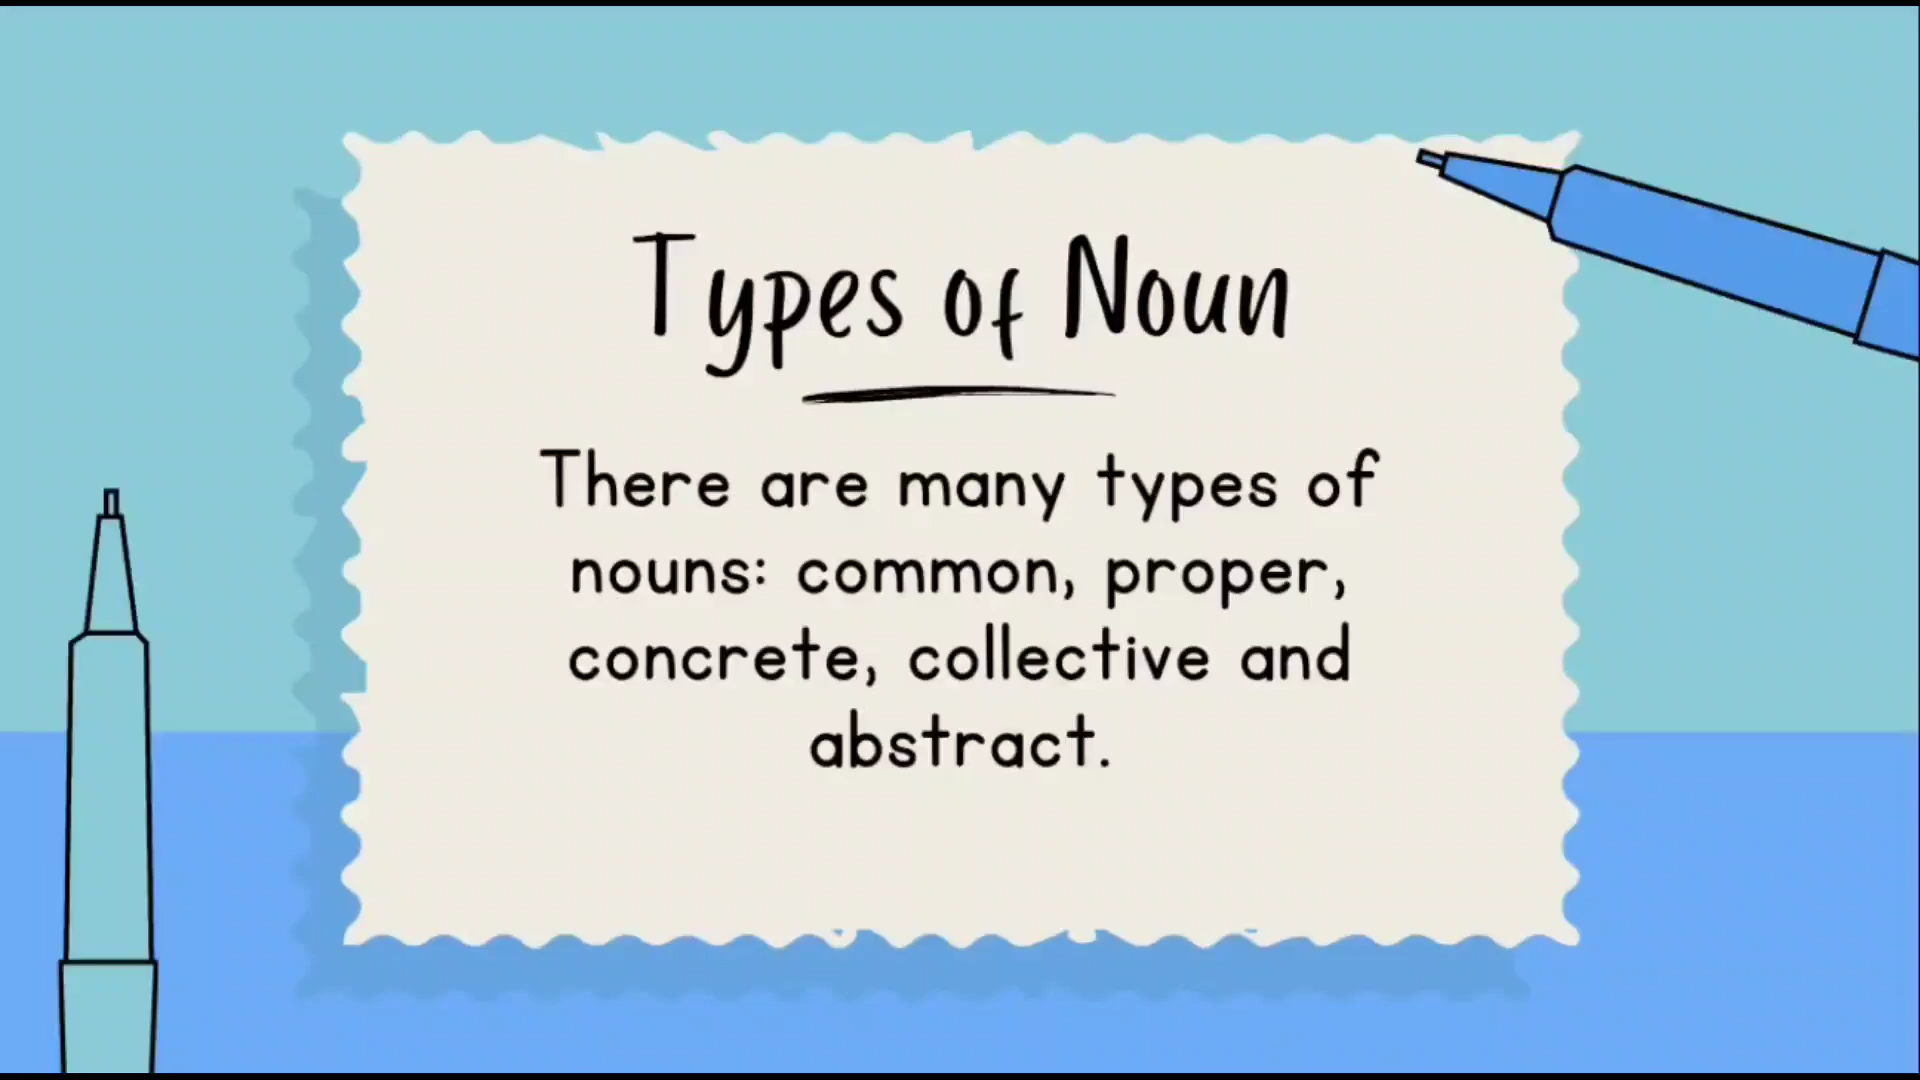 Types of Noun
There are many types of
nouns: common, proper,
concrete, collective and
abstract.